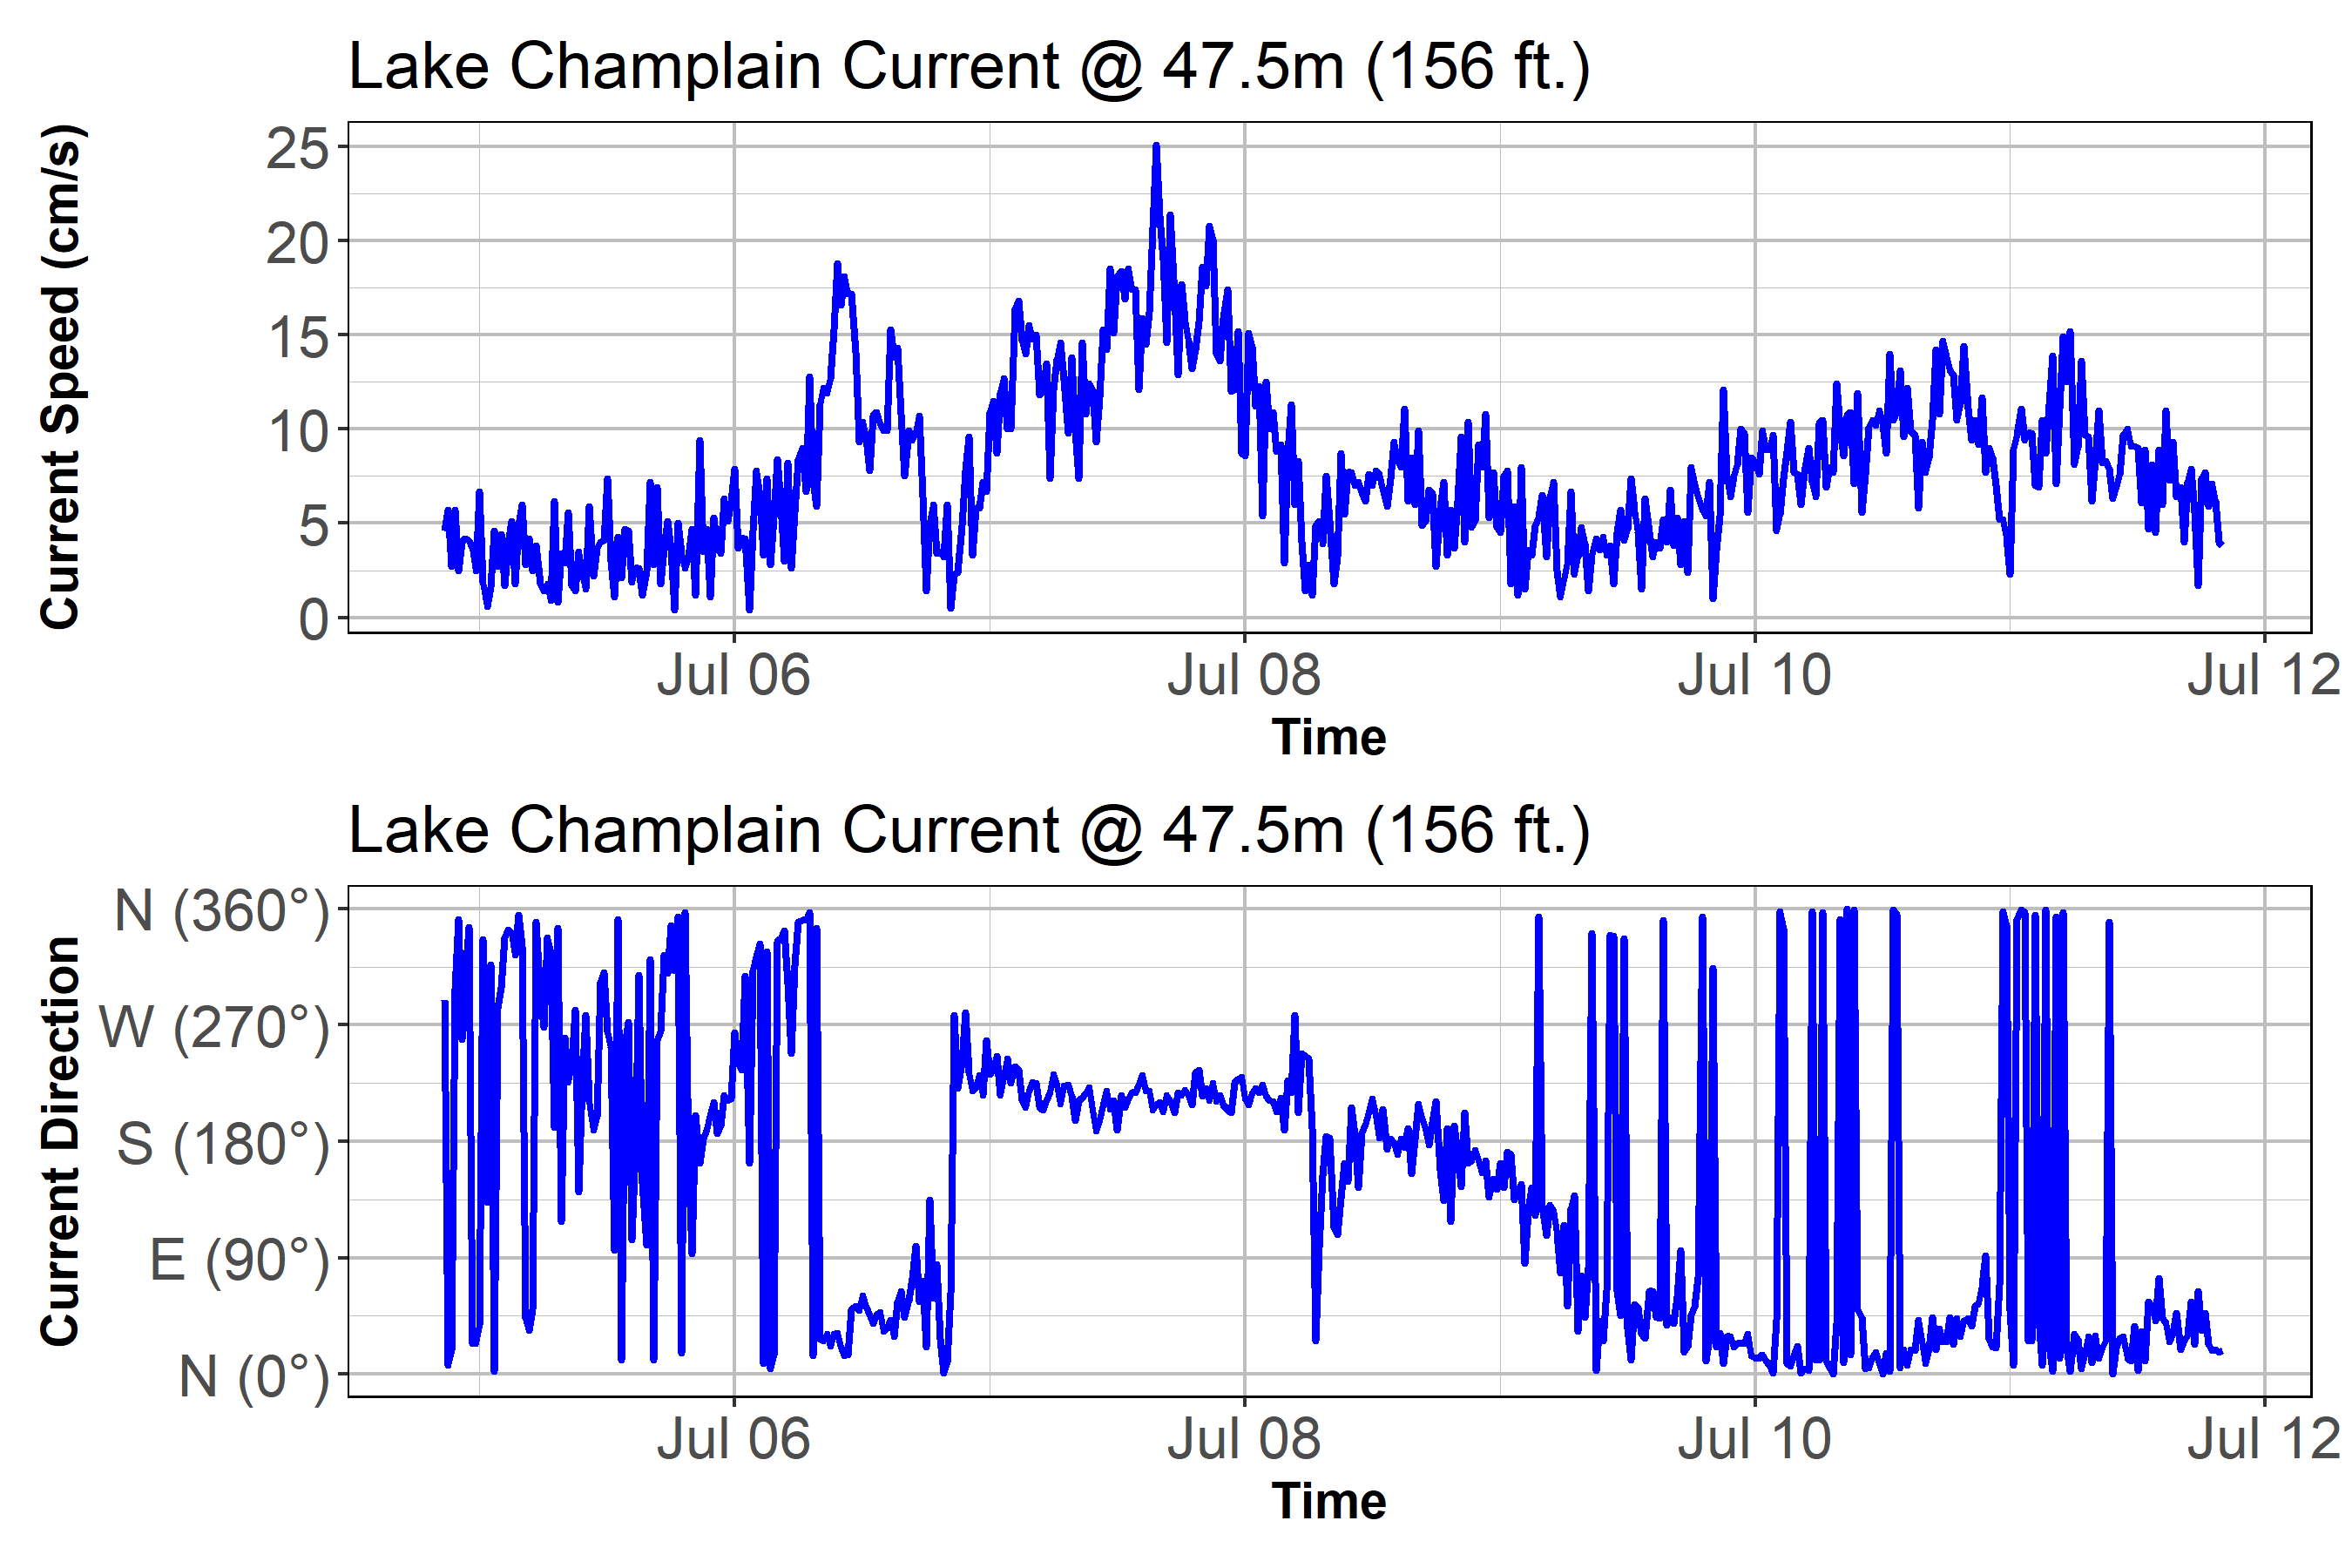 Lake Champlain Current @ 47.5m (156 ft.)
Current Speed (cm/s)
25
20
15
10
5
0
Jul 06 Jul 08 Jul 10 Jul 12
Time
Lake Champlain Current @ 47.5m (156 ft.)
Current Direction
N (360°)
W (270°)
S (180°)
E (90°)
N (0°)
Jul 06 Jul 08 Jul 10 Jul 12
Time